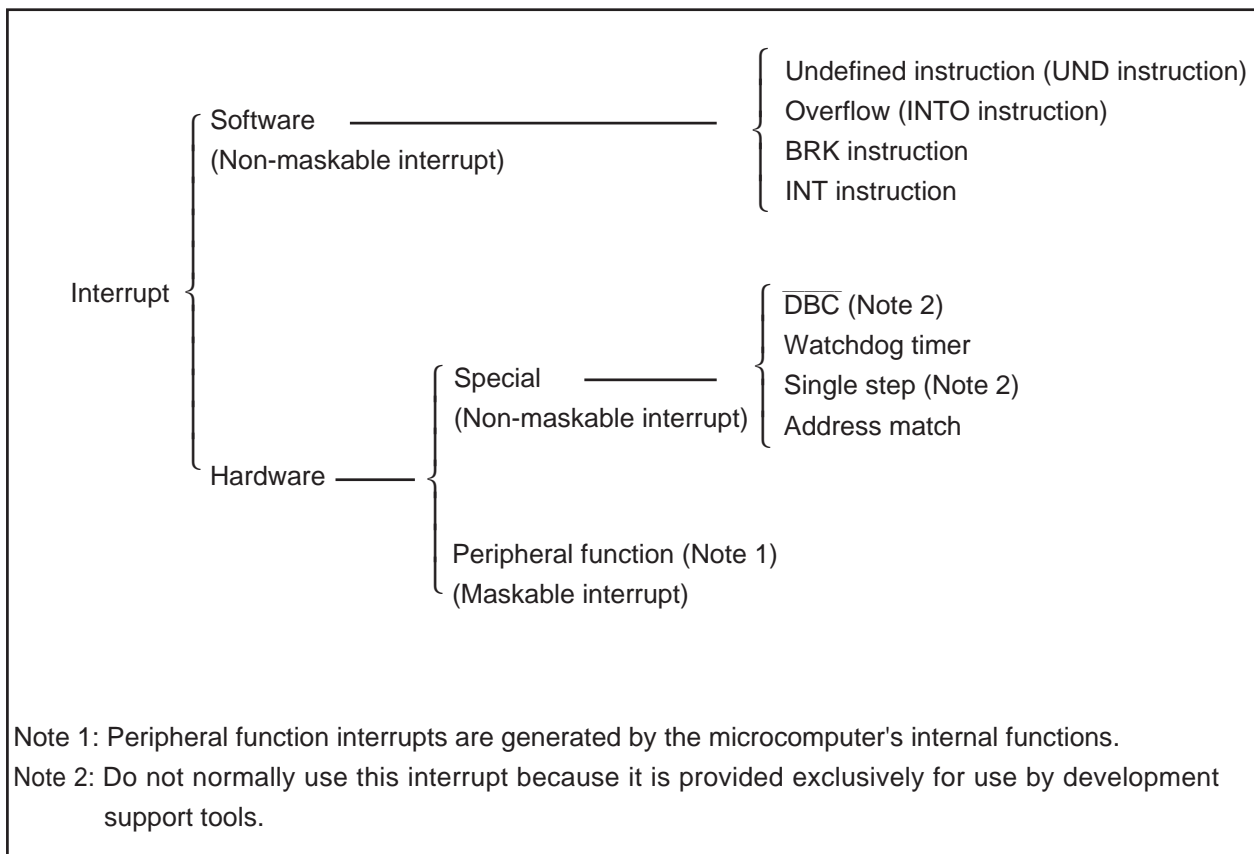 Undefined instruction (UND instruction)
Overflow (INTO instruction)
BRK instruction
INT instruction
Software
(Non-maskable interrupt)
Interrupt
DBC (Note 2)
Watchdog timer
Single step (Note 2)
Address match
Special
(Non-maskable interrupt)
Hardware
Peripheral function (Note 1)
(Maskable interrupt)
Note 1: Peripheral function interrupts are generated by the microcomputer's internal functions.
Note 2: Do not normally use this interrupt because it is provided exclusively for use by development
support tools.